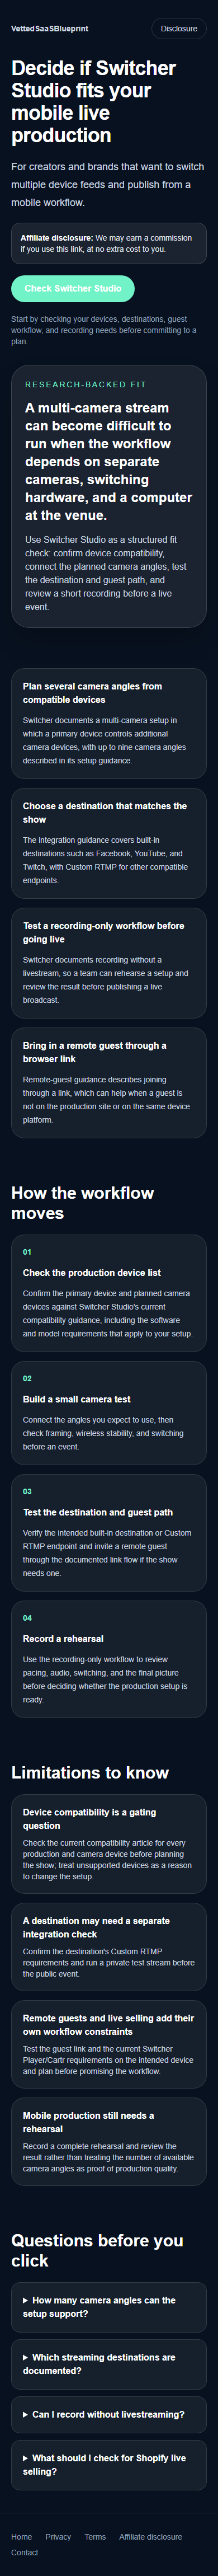 VettedSaaSBlueprint
Disclosure
Decide if Switcher
Studio fits your
mobile live
production
For creators and brands that want to switch
multiple device feeds and publish from a
mobile workflow.
Affiliate disclosure: We may earn a commission
if you use this link, at no extra cost to you.
Check Switcher Studio
Start by checking your devices, destinations, guest
workflow, and recording needs before committing to a
plan.
RESEARCH-BACKED FIT
A multi-camera stream
can become difficult to
run when the workflow
depends on separate
cameras, switching
hardware, and a computer
at the venue.
Use Switcher Studio as a structured fit
check: confirm device compatibility,
connect the planned camera angles, test
the destination and guest path, and
review a short recording before a live
event.
Plan several camera angles from
compatible devices
Switcher documents a multi-camera setup in
which a primary device controls additional
camera devices, with up to nine camera angles
described in its setup guidance.
Choose a destination that matches the
show
The integration guidance covers built-in
destinations such as Facebook, YouTube, and
Twitch, with Custom RTMP for other compatible
endpoints.
Test a recording-only workflow before
going live
Switcher documents recording without a
livestream, so a team can rehearse a setup and
review the result before publishing a live
broadcast.
Bring in a remote guest through a
browser link
Remote-guest guidance describes joining
through a link, which can help when a guest is
not on the production site or on the same device
platform.
How the workflow
moves
01
Check the production device list
Confirm the primary device and planned camera
devices against Switcher Studio's current
compatibility guidance, including the software
and model requirements that apply to your setup.
02
Build a small camera test
Connect the angles you expect to use, then
check framing, wireless stability, and switching
before an event.
03
Test the destination and guest path
Verify the intended built-in destination or Custom
RTMP endpoint and invite a remote guest
through the documented link flow if the show
needs one.
04
Record a rehearsal
Use the recording-only workflow to review
pacing, audio, switching, and the final picture
before deciding whether the production setup is
ready.
Limitations to know
Device compatibility is a gating
question
Check the current compatibility article for every
production and camera device before planning
the show; treat unsupported devices as a reason
to change the setup.
A destination may need a separate
integration check
Confirm the destination's Custom RTMP
requirements and run a private test stream before
the public event.
Remote guests and live selling add their
own workflow constraints
Test the guest link and the current Switcher
Player/Cartr requirements on the intended device
and plan before promising the workflow.
Mobile production still needs a
rehearsal
Record a complete rehearsal and review the
result rather than treating the number of available
camera angles as proof of production quality.
Questions before you
click
▶ How many camera angles can the
setup support?
▶ Which streaming destinations are
documented?
▶ Can I record without livestreaming?
▶ What should I check for Shopify live
selling?
Home Privacy Terms Affiliate disclosure
Contact